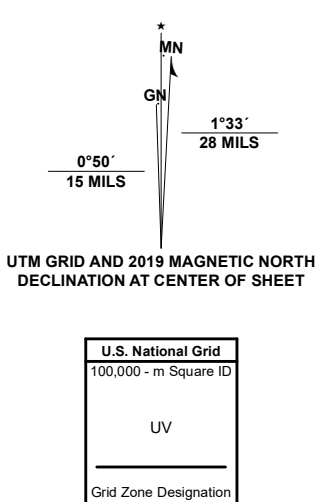 ★
MN
GN
1°33´
28 MILS
0°50´
15 MILS
UTM GRID AND 2019 MAGNETIC NORTH
DECLINATION AT CENTER OF SHEET
U.S. National Grid
100,000 - m Square ID
UV
Grid Zone Designation